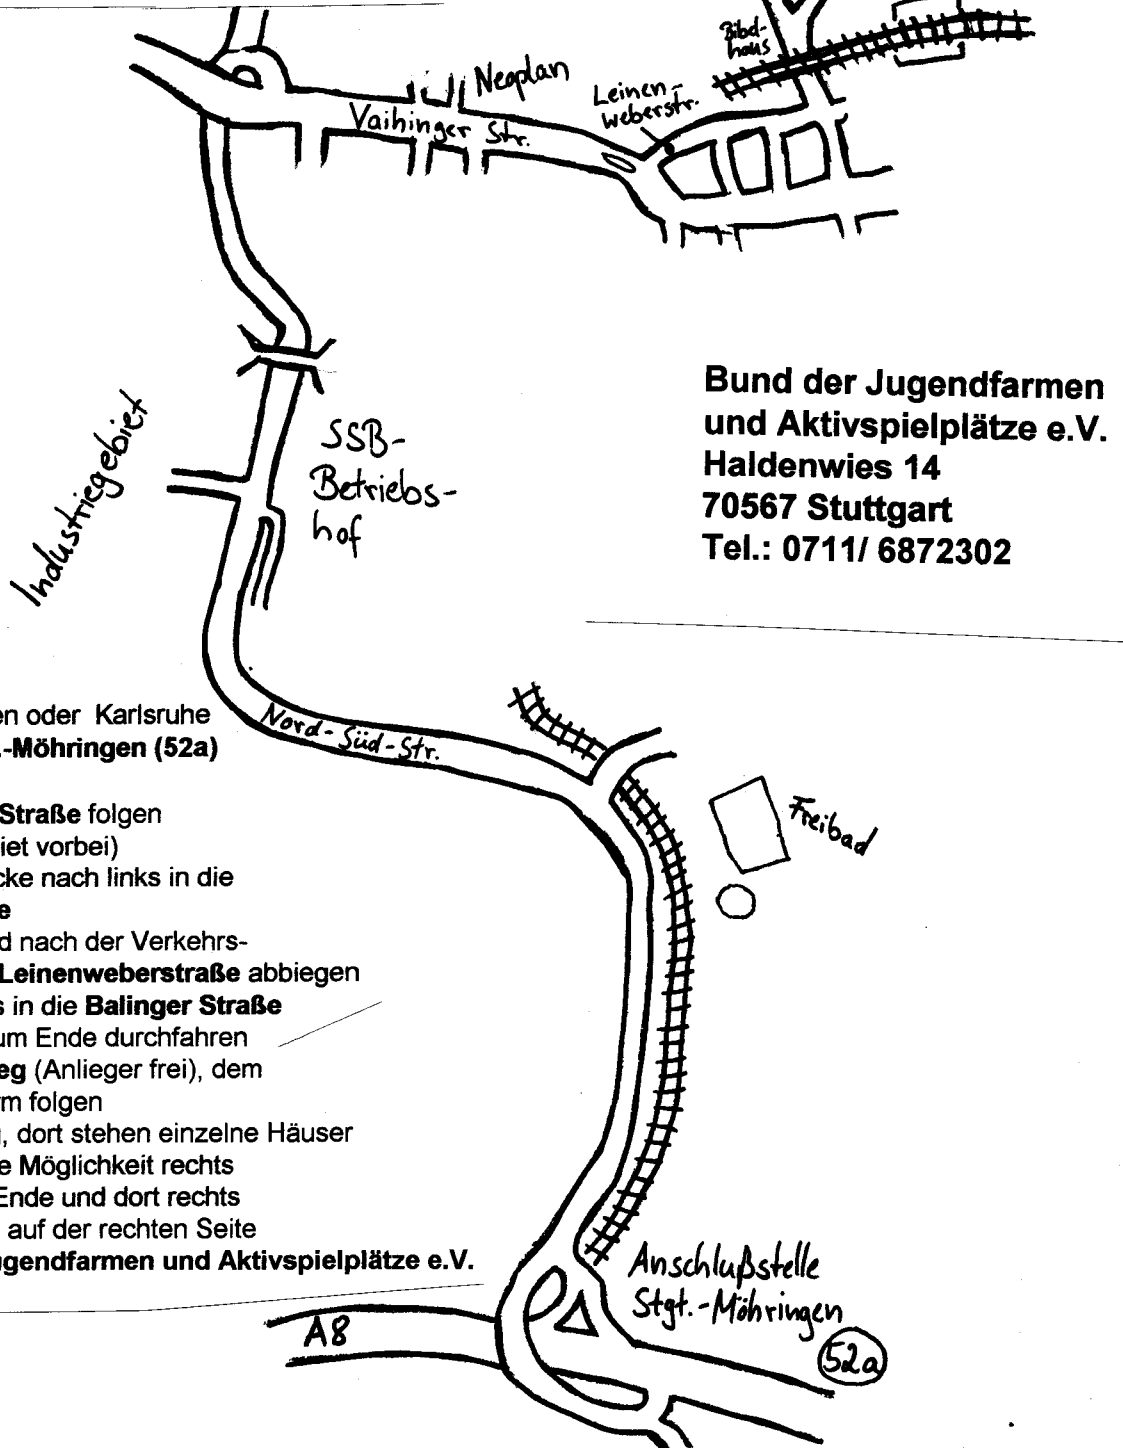 Bibd-
haus
Neoplan
Leinen-
weberstr.
Vaihinger Str.
Bund der Jugendfarmen
und Aktivspielplätze e.V.
Haldenwies 14
70567 Stuttgart
Tel.: 0711/ 6872302
Industriegebiet
SSB-
Betriebs-
hof
en oder Karlsruhe
.-Möhringen (52a)
Nord-Süd-Str.
Straße folgen
iet vorbei)
cke nach links in die
e
d nach der Verkehrs-
Leinenweberstraße abbiegen
s in die Balinger Straße
um Ende durchfahren
eg (Anlieger frei), dem
rm folgen
, dort stehen einzelne Häuser
e Möglichkeit rechts
Ende und dort rechts
auf der rechten Seite
ugendfarmen und Aktivspielplätze e.V.
Freibad
Anschlußstelle
Stgt.-Möhringen
52a
A8